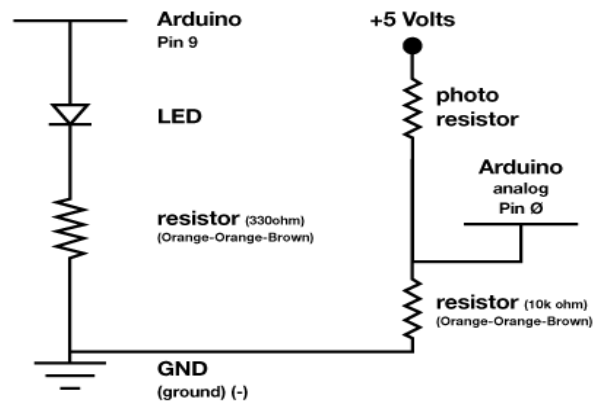 Arduino
Pin 9
+5 Volts
LED
photo
resistor
Arduino
analog
Pin Ø
resistor (330ohm)
(Orange-Orange-Brown)
resistor (10k ohm)
(Orange-Orange-Brown)
GND
(ground) (-)